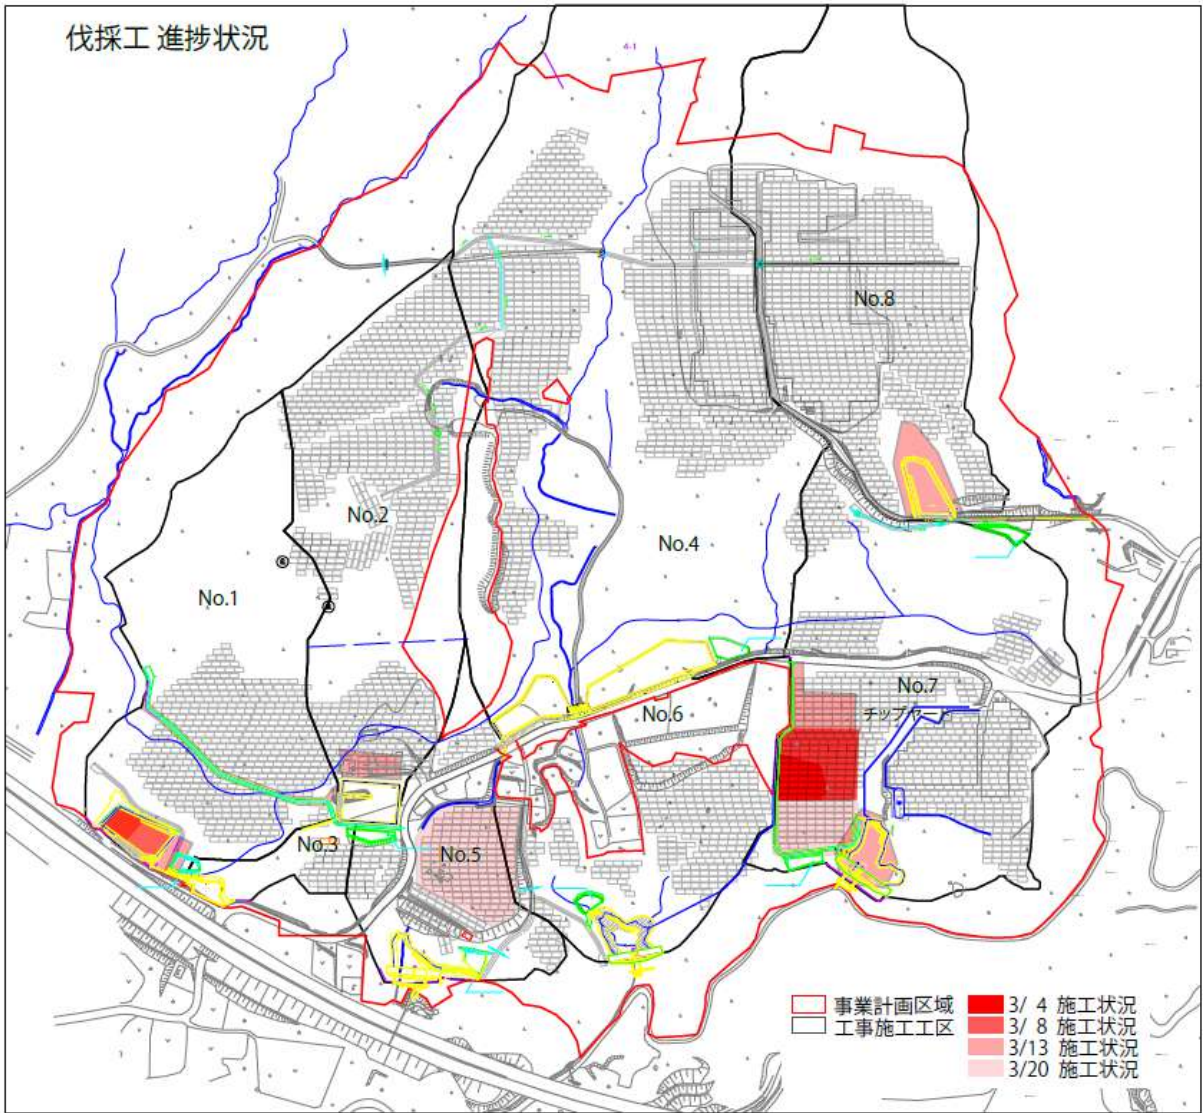 伐採工 進捗状況
4-1
No.8
No.2
No.4
No.1
No.7
チップヤード
No.6
No.3
No.5
事業計画区域
工事施工工区
3/ 4 施工状況
3/ 8 施工状況
3/13 施工状況
3/20 施工状況